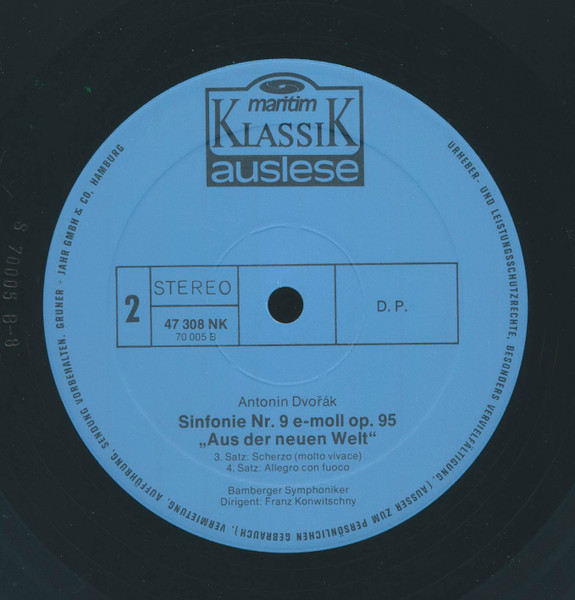 maritim
KLASSIK
auslese
2
STEREO
47 308 NK
70 005 B
D. P.
Antonin Dvořák
Sinfonie Nr. 9 e-moll op. 95
„Aus der neuen Welt“
3. Satz: Scherzo (molto vivace)
4. Satz: Allegro con fuoco
Bamberger Symphoniker
Dirigent: Franz Konwitschny
URHEBER- UND LEISTUNGSSCHUTZRECHTE, BESONDERS VERVIELFÄLTIGUNG, (AUSSER ZUM PERSÖNLICHEN GEBRAUCH), VERMIETUNG, AUFFÜHRUNG, SENDUNG VORBEHALTEN. GRUNER + JAHR GMBH & CO, HAMBURG
S 70005 B-8